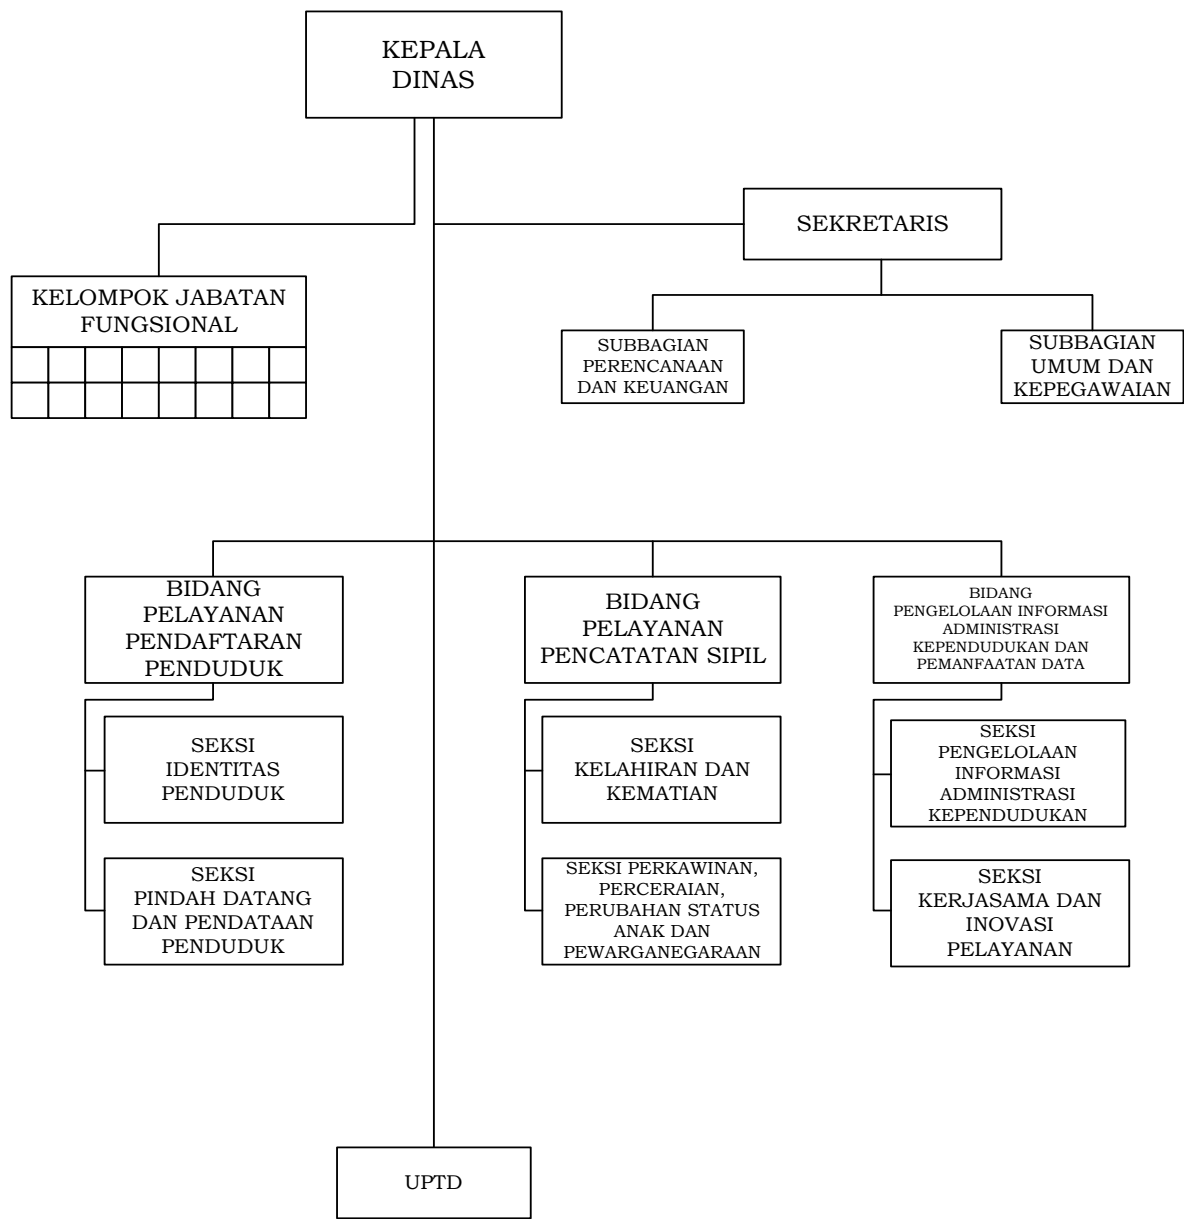 KEPALA
DINAS
SEKRETARIS
KELOMPOK JABATAN
FUNGSIONAL
SUBBAGIAN
PERENCANAAN
DAN KEUANGAN
SUBBAGIAN
UMUM DAN
KEPEGAWAIAN
BIDANG
PELAYANAN
PENDAFTARAN
PENDUDUK
BIDANG
PELAYANAN
PENCATATAN SIPIL
BIDANG
PENGELOLAAN INFORMASI
ADMINISTRASI
KEPENDUDUKAN DAN
PEMANFAATAN DATA
SEKSI
IDENTITAS
PENDUDUK
SEKSI
KELAHIRAN DAN
KEMATIAN
SEKSI
PENGELOLAAN
INFORMASI
ADMINISTRASI
KEPENDUDUKAN
SEKSI
PINDAH DATANG
DAN PENDATAAN
PENDUDUK
SEKSI PERKAWINAN,
PERCERAIAN,
PERUBAHAN STATUS
ANAK DAN
PEWARGANEGARAAN
SEKSI
KERJASAMA DAN
INOVASI
PELAYANAN
UPTD